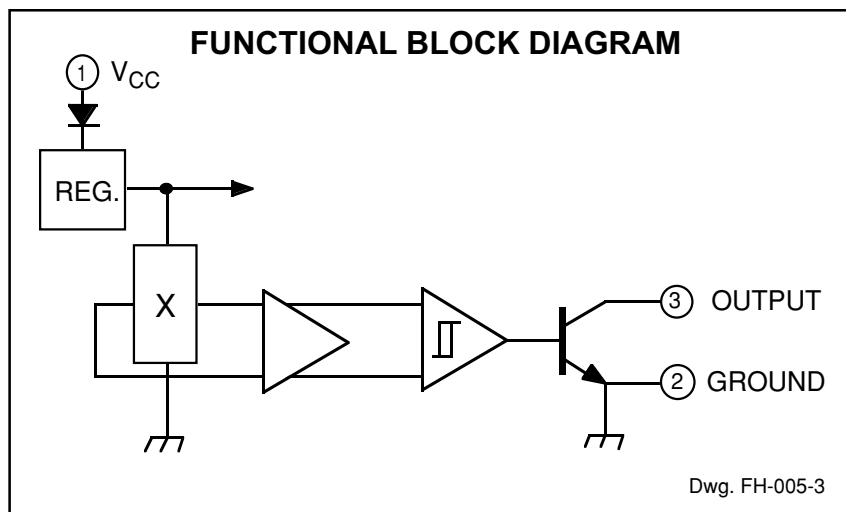 FUNCTIONAL BLOCK DIAGRAM
1 VCC
REG.
X
3 OUTPUT
2 GROUND
Dwg. FH-005-3